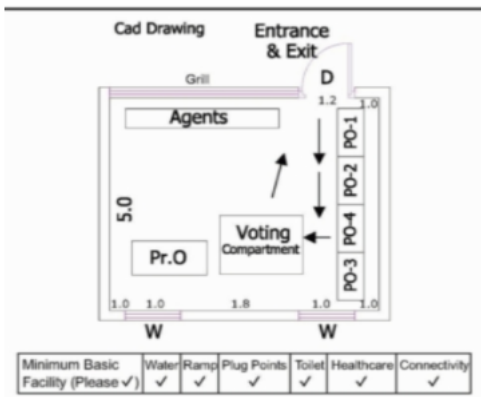 Cad Drawing
Entrance
& Exit
Grill
D
1.2
1.0
Agents
PO-1
PO-2
PO-4
PO-3
5.0
Voting
Compartment
Pr.O
1.0 1.0 1.8 1.0 1.0
W W
Minimum Basic Facility (Please ✓) Water Ramp Plug Points Toilet Healthcare Connectivity
✓ ✓ ✓ ✓ ✓ ✓